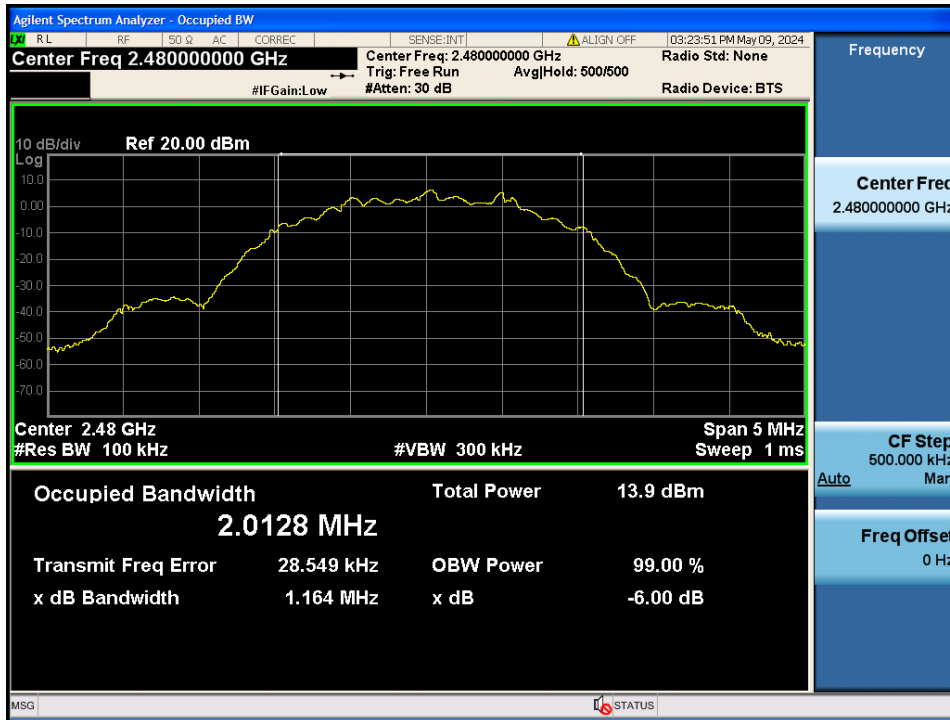 Agilent Spectrum Analyzer - Occupied BW
LXI RL RF 50 Ω AC CORREC SENSE:INT ALIGN OFF 03:23:51 PM May 09, 2024
Center Freq 2.480000000 GHz
Center Freq: 2.480000000 GHz
Radio Std: None
Trig: Free Run Avg|Hold: 500/500
#IFGain:Low
#Atten: 30 dB
Radio Device: BTS
10 dB/div Ref 20.00 dBm
Log
10.0
0.00
-10.0
-20.0
-30.0
-40.0
-50.0
-60.0
-70.0
Center 2.48 GHz Span 5 MHz
#Res BW 100 kHz #VBW 300 kHz Sweep 1 ms
Occupied Bandwidth Total Power 13.9 dBm
2.0128 MHz
Transmit Freq Error 28.549 kHz OBW Power 99.00 %
x dB Bandwidth 1.164 MHz x dB -6.00 dB
Frequency
Center Freq
2.480000000 GHz
CF Step
500.000 kHz
Auto Man
Freq Offset
0 Hz
MSG STATUS